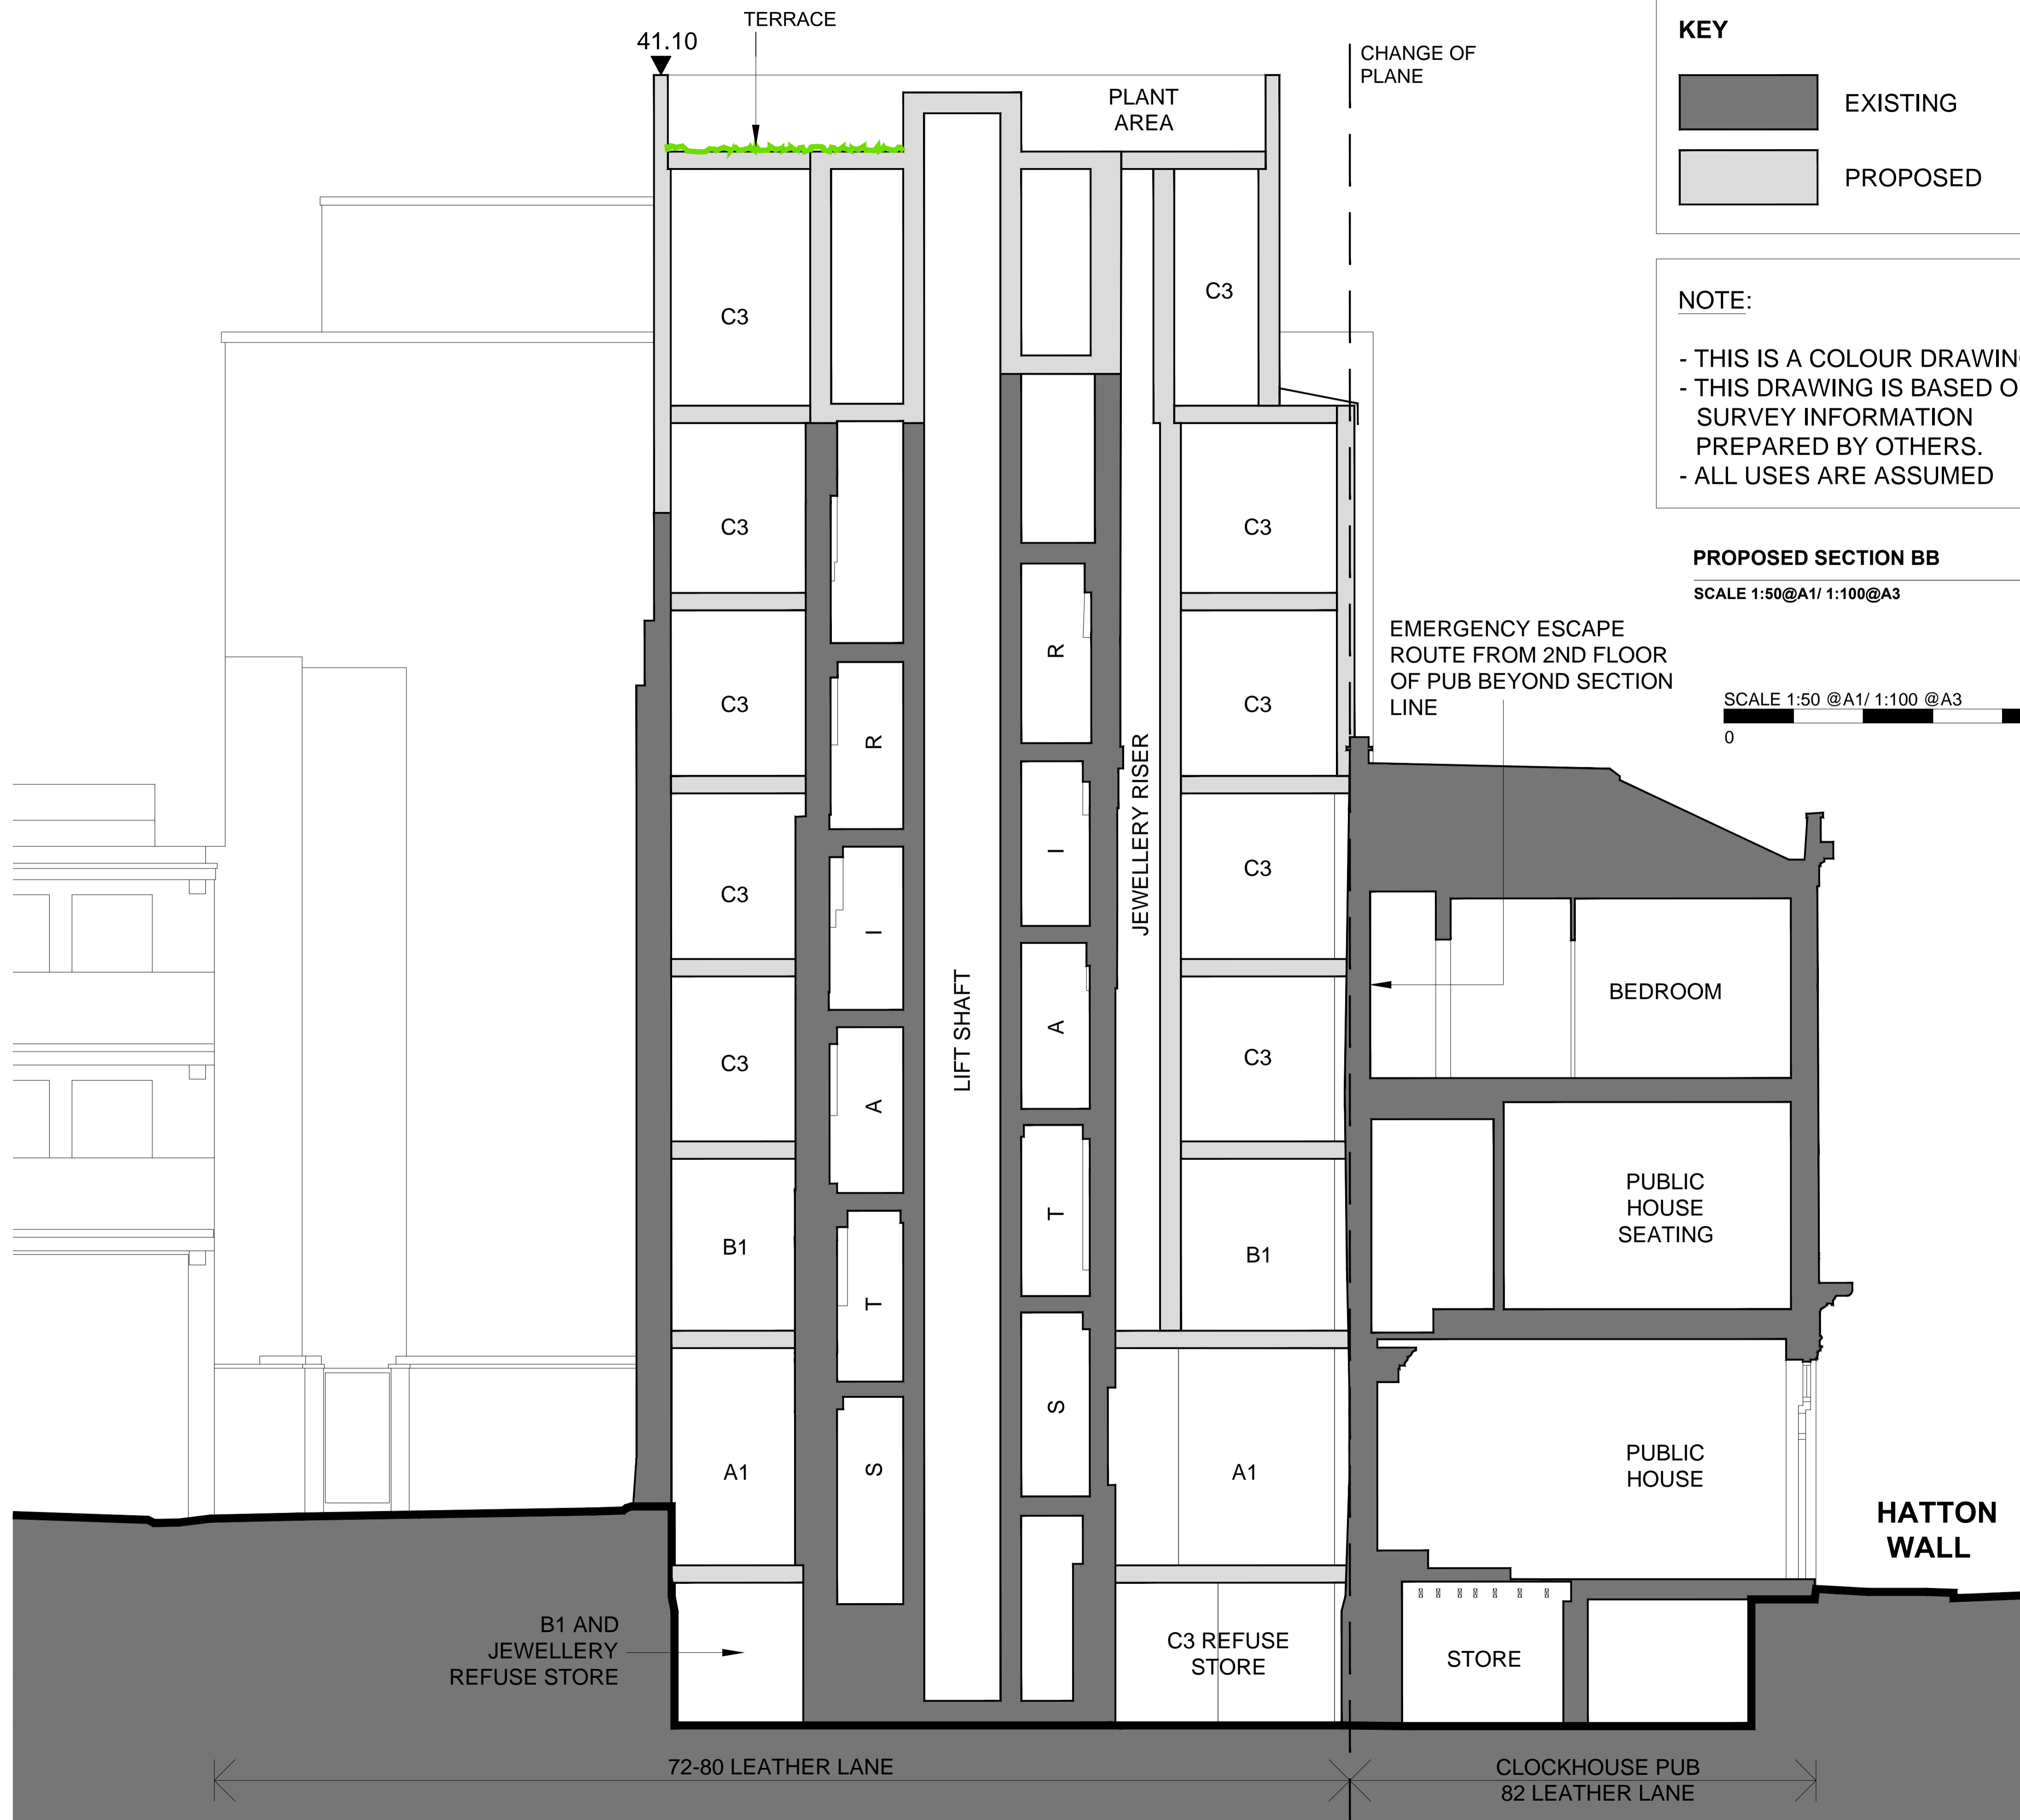 TERRACE
41.10
CHANGE OF
PLANE
PLANT
AREA
KEY
EXISTING
PROPOSED
NOTE:
- THIS IS A COLOUR DRAWING
- THIS DRAWING IS BASED O
SURVEY INFORMATION
PREPARED BY OTHERS.
- ALL USES ARE ASSUMED
PROPOSED SECTION BB
SCALE 1:50@A1/ 1:100@A3
SCALE 1:50 @A1/ 1:100 @A3
0
EMERGENCY ESCAPE
ROUTE FROM 2ND FLOOR
OF PUB BEYOND SECTION
LINE
C3
C3
C3
C3
C3
C3
C3
C3
C3
C3
B1
B1
A1
A1
STAIR
LIFT SHAFT
STAIR
JEWELLERY RISER
BEDROOM
PUBLIC
HOUSE
SEATING
PUBLIC
HOUSE
HATTON
WALL
B1 AND
JEWELLERY
REFUSE STORE
C3 REFUSE
STORE
STORE
72-80 LEATHER LANE
CLOCKHOUSE PUB
82 LEATHER LANE